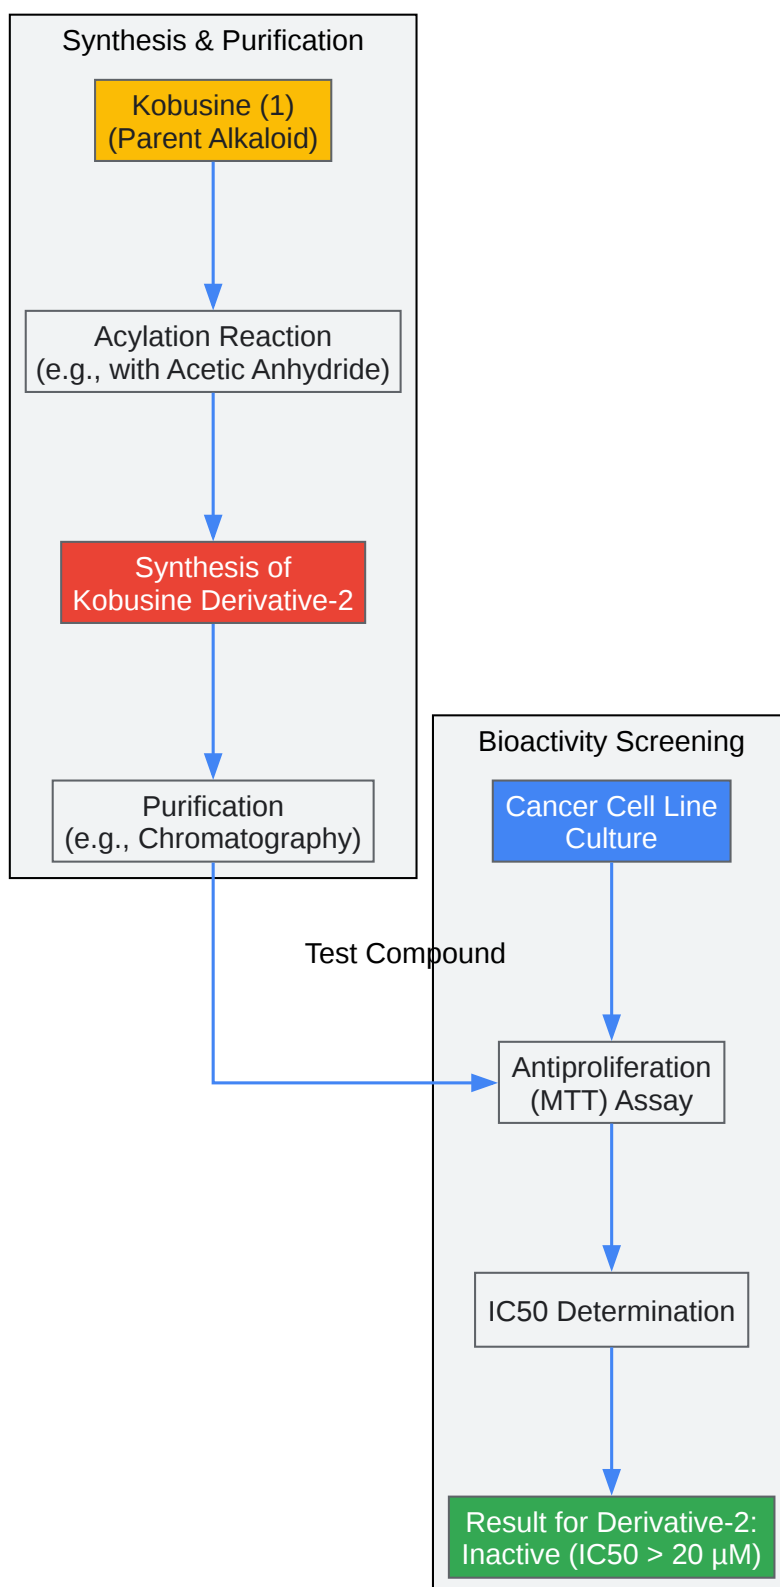 Synthesis & Purification
Kobusine (1)
(Parent Alkaloid)
Acylation Reaction
(e.g., with Acetic Anhydride)
Synthesis of
Kobusine Derivative-2
Purification
(e.g., Chromatography)
Bioactivity Screening
Cancer Cell Line
Culture
Test Compound
Antiproliferation
(MTT) Assay
IC50 Determination
Result for Derivative-2:
Inactive (IC50 > 20 µM)